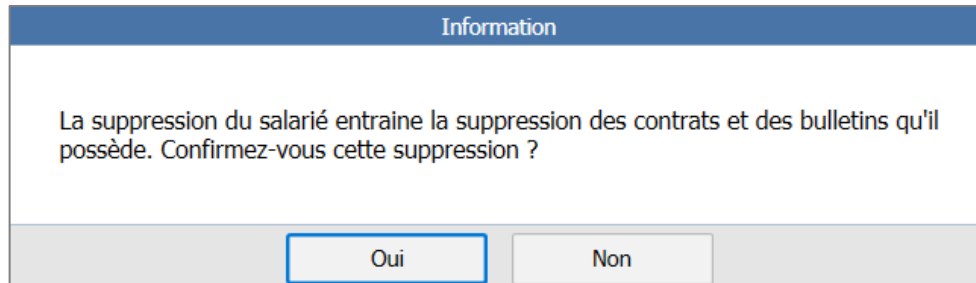 Information
La suppression du salarié entraine la suppression des contrats et des bulletins qu'il
possède. Confirmez-vous cette suppression ?
Oui
Non